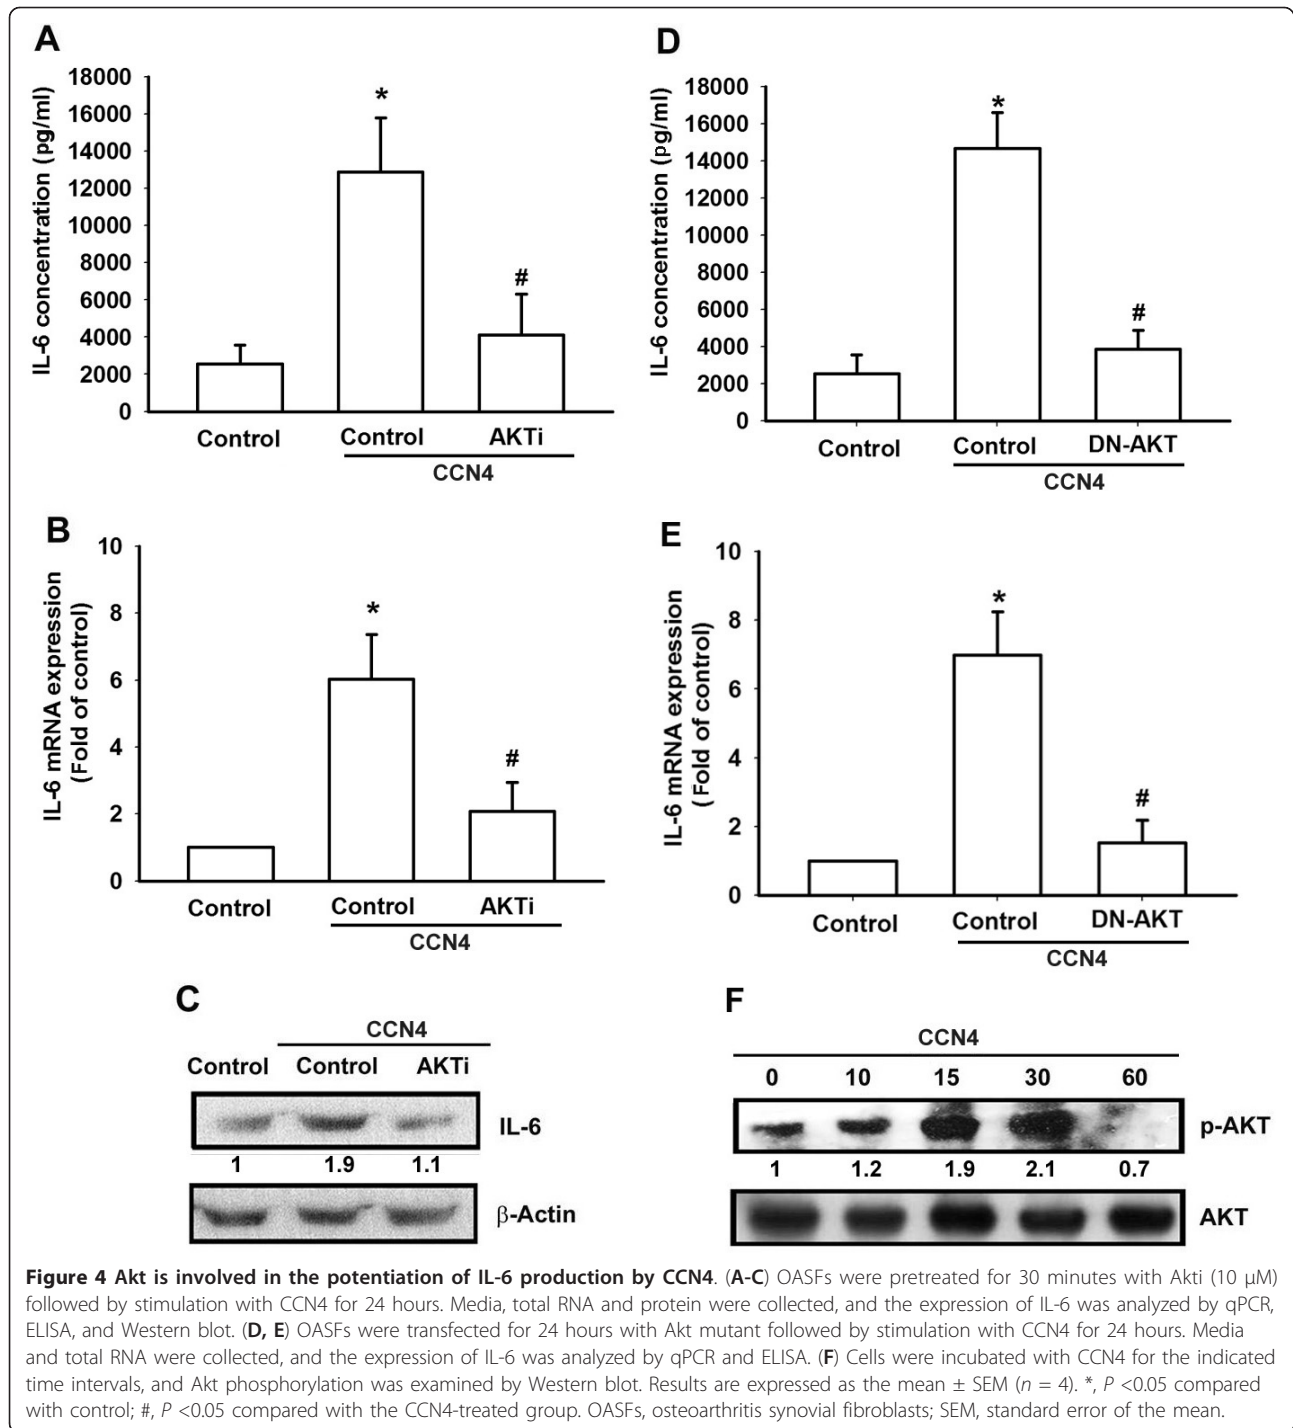 A
IL-6 concentration (pg/ml)
18000
16000
14000
12000
10000
8000
6000
4000
2000
0
*
#
Control
Control
AKTi
CCN4
D
IL-6 concentration (pg/ml)
18000
16000
14000
12000
10000
8000
6000
4000
2000
0
*
#
Control
Control
DN-AKT
CCN4
B
IL-6 mRNA expression
(Fold of control)
10
8
6
4
2
0
*
#
Control
Control
AKTi
CCN4
E
IL-6 mRNA expression
(Fold of control)
10
8
6
4
2
0
*
#
Control
Control
DN-AKT
CCN4
C
CCN4
Control Control AKTi
IL-6
1 1.9 1.1
β-Actin
F
CCN4
0 10 15 30 60
p-AKT
1 1.2 1.9 2.1 0.7
AKT
Figure 4 Akt is involved in the potentiation of IL-6 production by CCN4. (A-C) OASFs were pretreated for 30 minutes with Akti (10 μM)
followed by stimulation with CCN4 for 24 hours. Media, total RNA and protein were collected, and the expression of IL-6 was analyzed by qPCR,
ELISA, and Western blot. (D, E) OASFs were transfected for 24 hours with Akt mutant followed by stimulation with CCN4 for 24 hours. Media
and total RNA were collected, and the expression of IL-6 was analyzed by qPCR and ELISA. (F) Cells were incubated with CCN4 for the indicated
time intervals, and Akt phosphorylation was examined by Western blot. Results are expressed as the mean ± SEM (n = 4). *, P <0.05 compared
with control; #, P <0.05 compared with the CCN4-treated group. OASFs, osteoarthritis synovial fibroblasts; SEM, standard error of the mean.